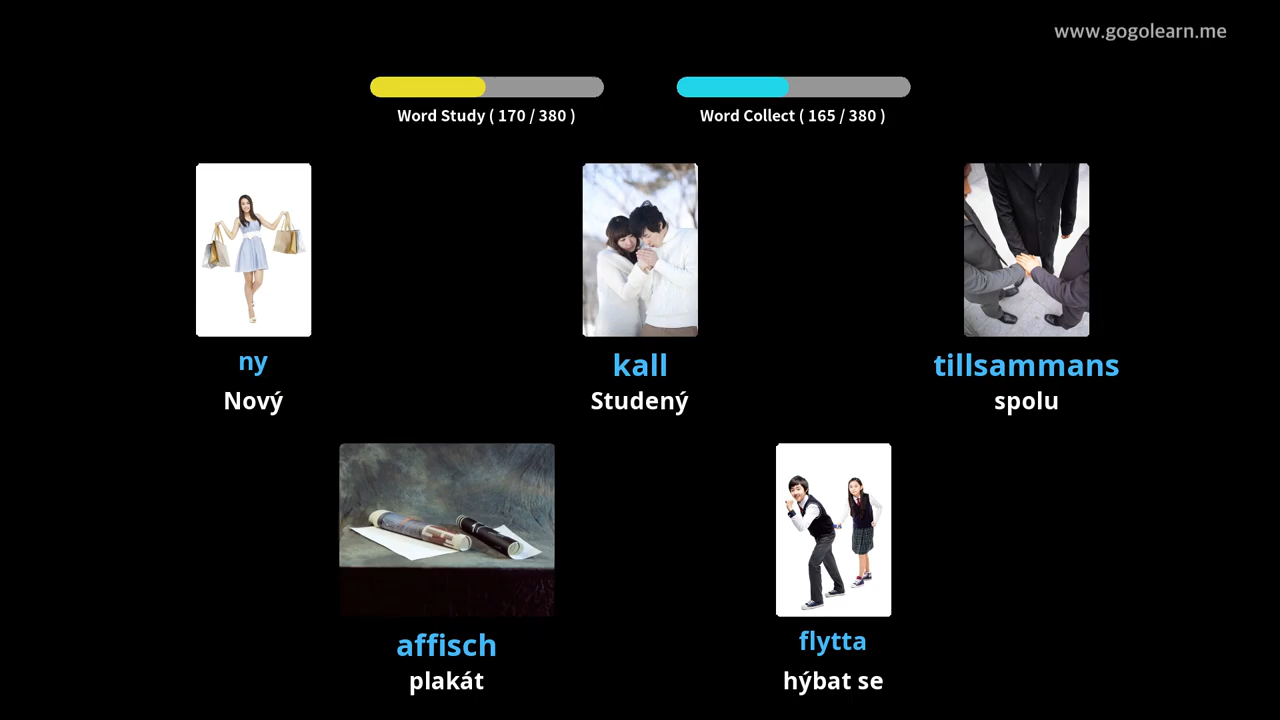 www.gogolearn.me
Word Study ( 170 / 380 )
Word Collect ( 165 / 380 )
ny
Nový
kall
Studený
tillsammans
spolu
affisch
plakát
flytta
hýbat se